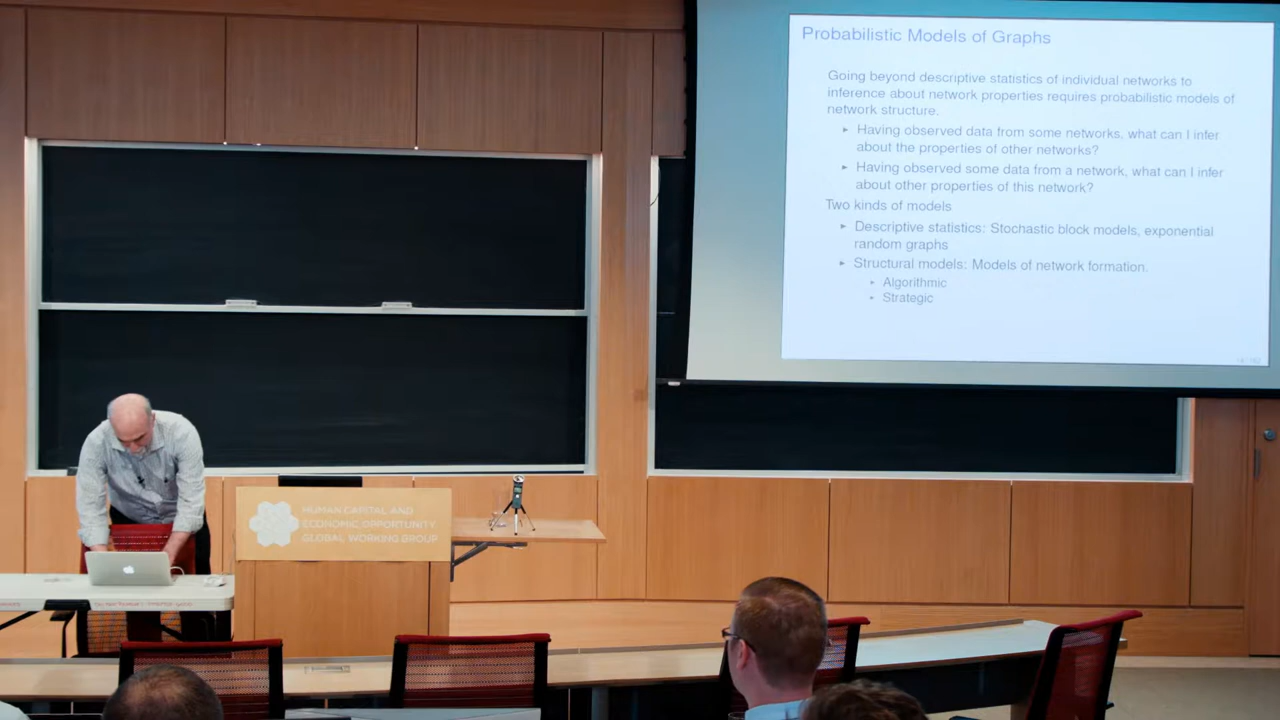 Probabilistic Models of Graphs
Going beyond descriptive statistics of individual networks to
inference about network properties requires probabilistic models of
network structure.
Having observed data from some networks, what can I infer
about the properties of other networks?
Having observed some data from a network, what can I infer
about other properties of this network?
Two kinds of models
Descriptive statistics: Stochastic block models, exponential
random graphs
Structural models: Models of network formation.
Algorithmic
Strategic
HUMAN CAPITAL AND
ECONOMIC OPPORTUNITY
GLOBAL WORKING GROUP